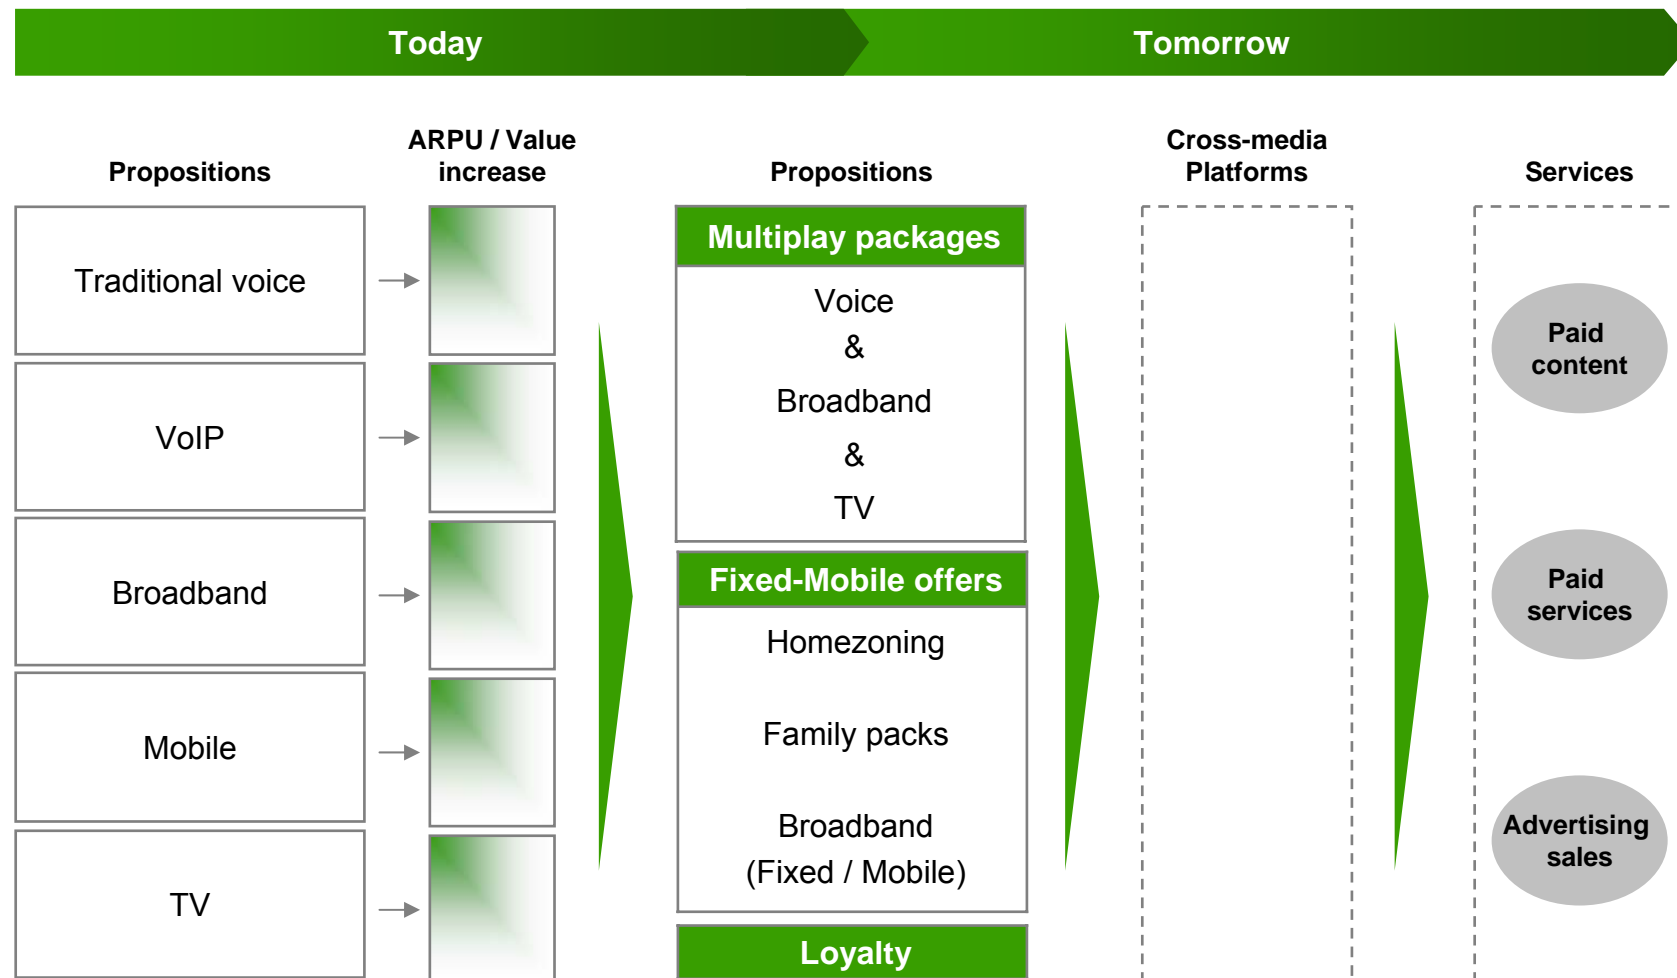 Today
Tomorrow
Propositions
ARPU / Value
increase
Propositions
Cross-media
Platforms
Services
Traditional voice
VoIP
Broadband
Mobile
TV
Multiplay packages
Voice
&
Broadband
&
TV
Fixed-Mobile offers
Homezoning
Family packs
Broadband
(Fixed / Mobile)
Loyalty
Paid
content
Paid
services
Advertising
sales